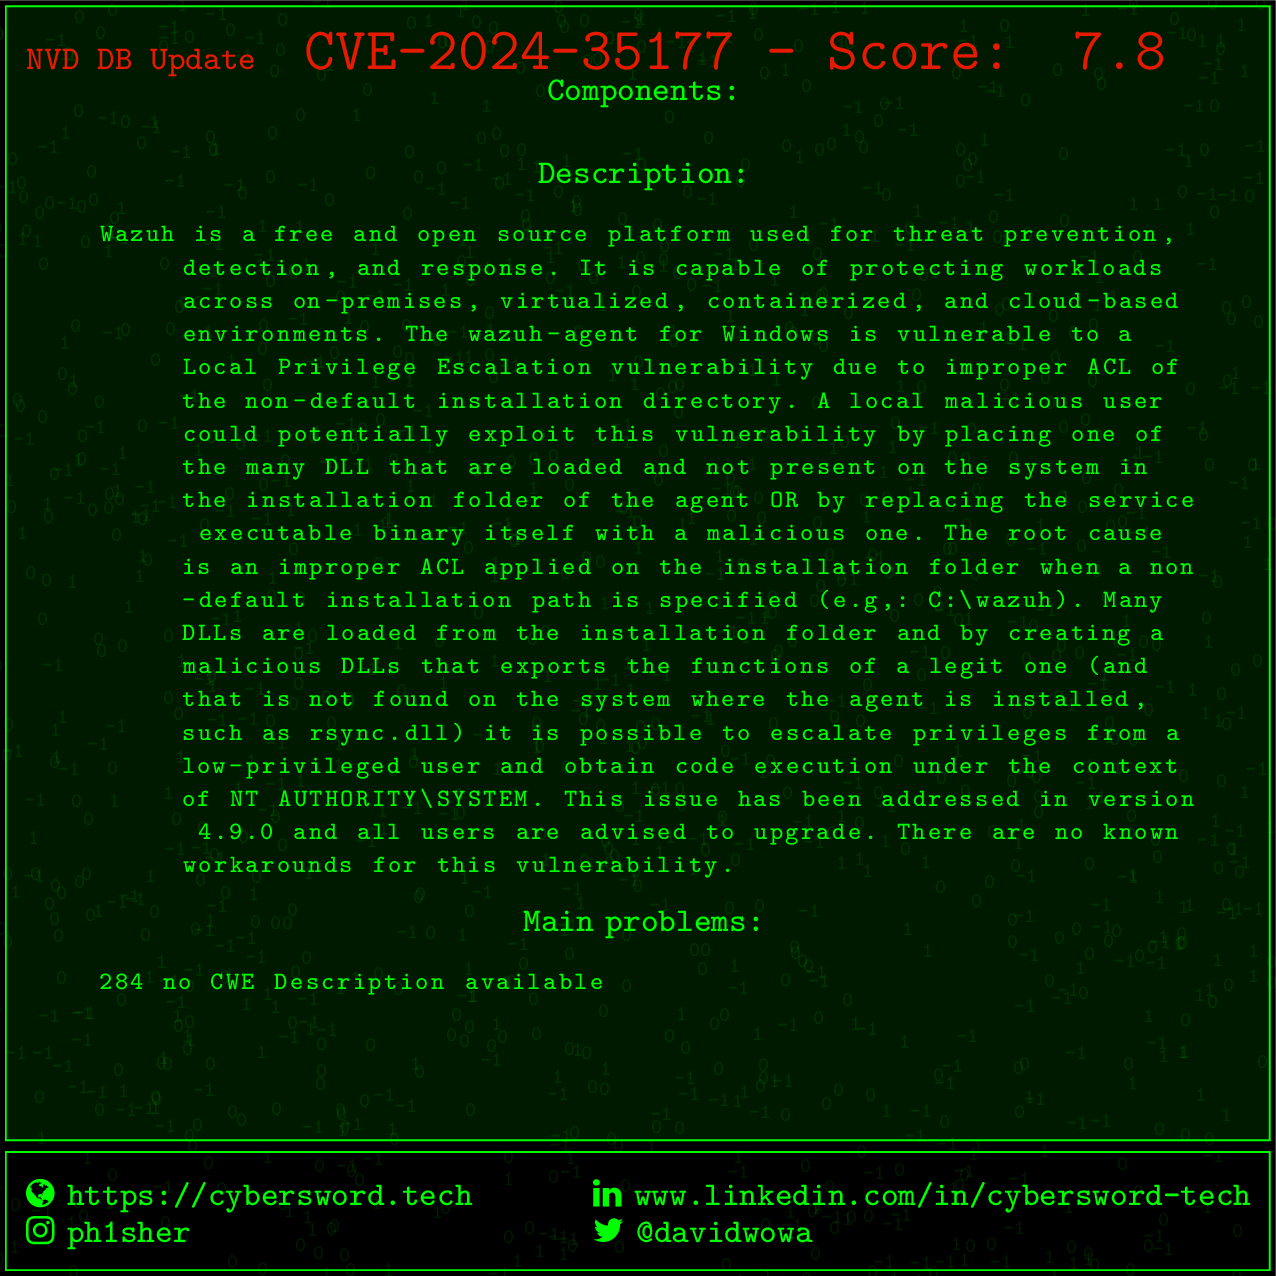 NVD DB Update CVE-2024-35177 - Score: 7.8
Components:
Description:
Wazuh is a free and open source platform used for threat prevention,
detection, and response. It is capable of protecting workloads
across on-premises, virtualized, containerized, and cloud-based
environments. The wazuh-agent for Windows is vulnerable to a
Local Privilege Escalation vulnerability due to improper ACL of
the non-default installation directory. A local malicious user
could potentially exploit this vulnerability by placing one of
the many DLL that are loaded and not present on the system in
the installation folder of the agent OR by replacing the service
executable binary itself with a malicious one. The root cause
is an improper ACL applied on the installation folder when a non
-default installation path is specified (e.g,: C:\wazuh). Many
DLLs are loaded from the installation folder and by creating a
malicious DLLs that exports the functions of a legit one (and
that is not found on the system where the agent is installed,
such as rsync.dll) it is possible to escalate privileges from a
low-privileged user and obtain code execution under the context
of NT AUTHORITY\SYSTEM. This issue has been addressed in version
4.9.0 and all users are advised to upgrade. There are no known
workarounds for this vulnerability.
Main problems:
284 no CWE Description available
https://cybersword.tech www.linkedin.com/in/cybersword-tech
ph1sher @davidwowa